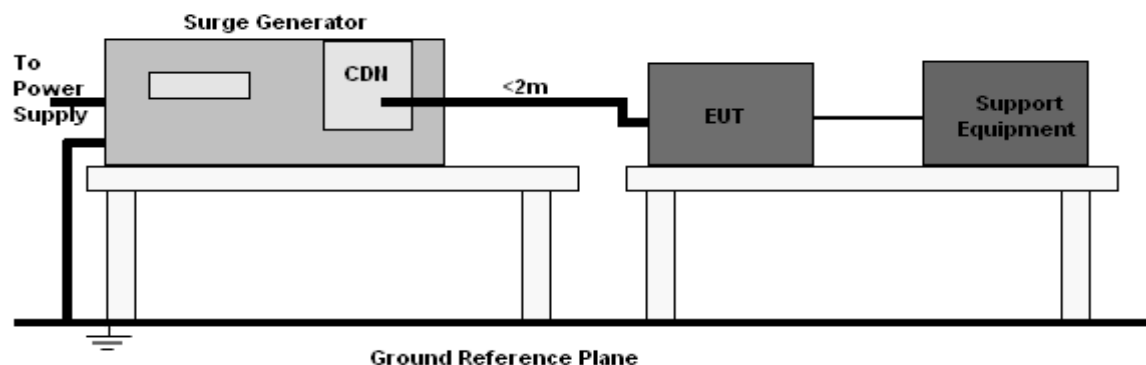 Surge Generator
To
Power
Supply
CDN
<2m
EUT
Support
Equipment
Ground Reference Plane